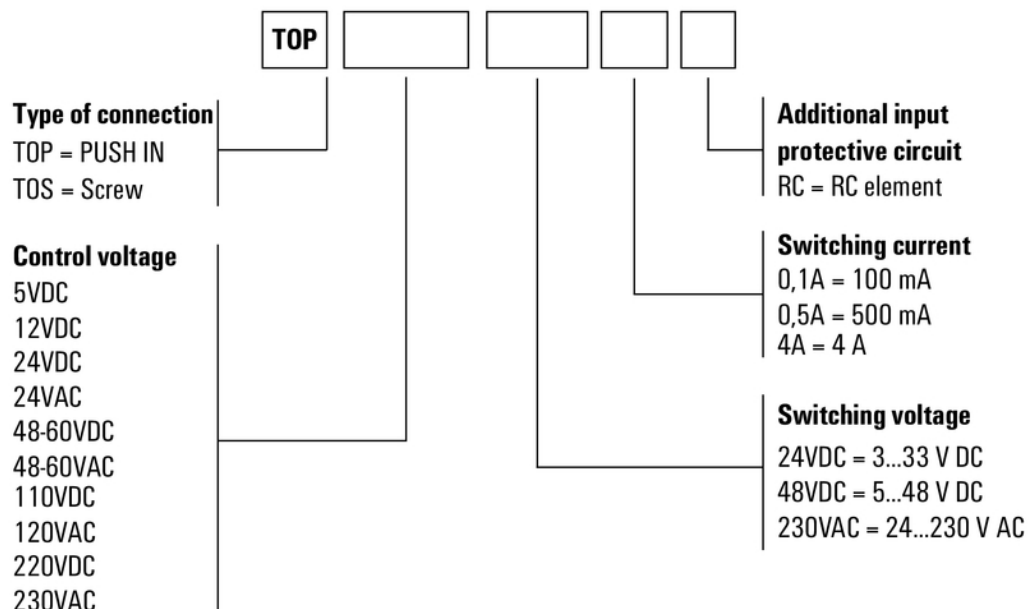 TOP
Type of connection
TOP = PUSH IN
TOS = Screw
Control voltage
5VDC
12VDC
24VDC
24VAC
48-60VDC
48-60VAC
110VDC
120VAC
220VDC
230VAC
Additional input
protective circuit
RC = RC element
Switching current
0,1A = 100 mA
0,5A = 500 mA
4A = 4 A
Switching voltage
24VDC = 3...33 V DC
48VDC = 5...48 V DC
230VAC = 24...230 V AC